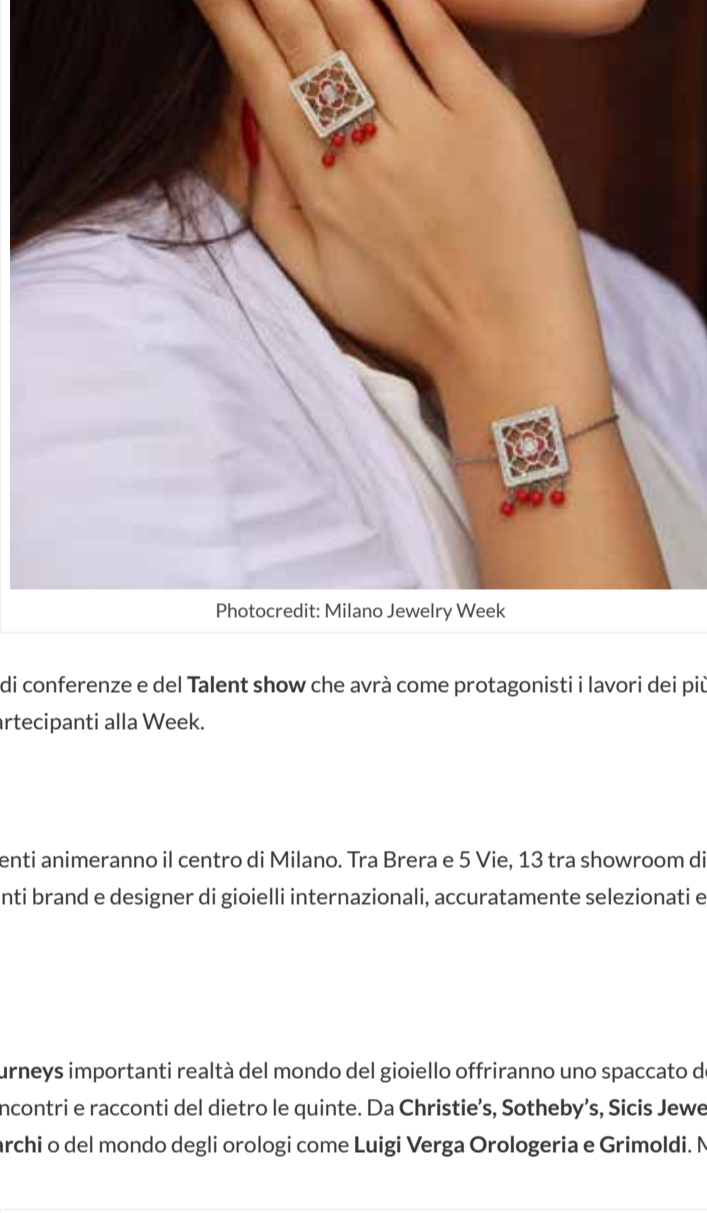 Photocredit: Milano Jewelry Week
di conferenze e del Talent show che avrà come protagonisti i lavori dei più
artecipanti alla Week.
enti animeranno il centro di Milano. Tra Brera e 5 Vie, 13 tra showroom di
nti brand e designer di gioielli internazionali, accuratamente selezionati e
urneys importanti realtà del mondo del gioiello offriranno uno spaccato de
ncontri e racconti del dietro le quinte. Da Christie’s, Sotheby’s, Sicis Jewe
archi o del mondo degli orologi come Luigi Verga Orologeria e Grimoldi. M